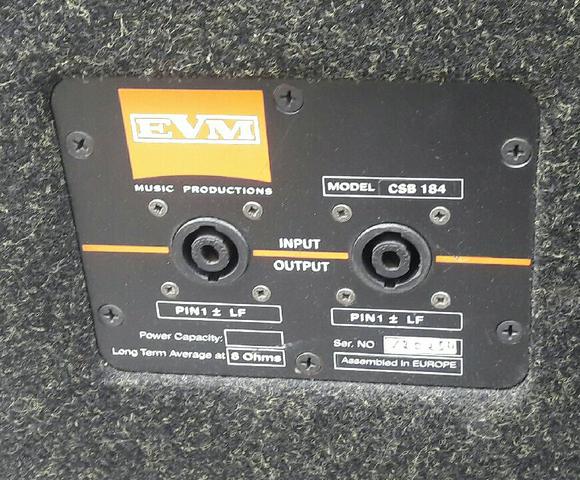 EVM
MUSIC PRODUCTIONS
MODEL CSB 184
INPUT
OUTPUT
PIN1 ± LF
PIN1 ± LF
Power Capacity:
Long Term Average at 8 Ohms
Ser. NO
Assembled in EUROPE